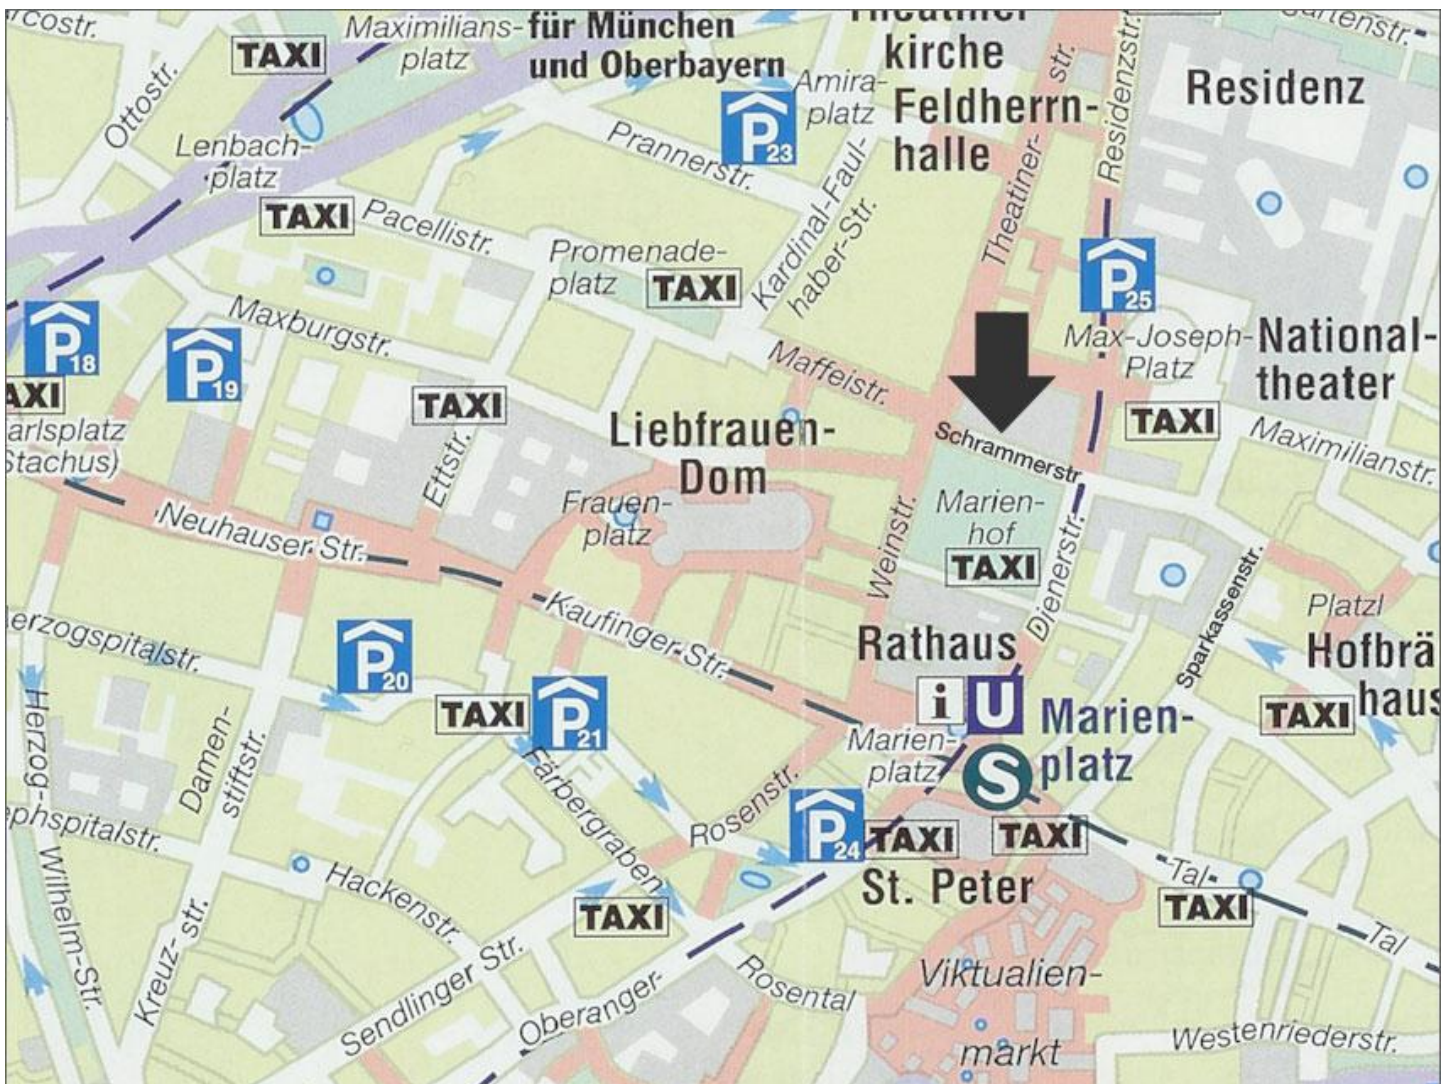 Maximilians-
platz
für München
und Oberbayern
kirche
Feldherrn-
halle
Residenz
TAXI
Ottostr.
Lenbach-
platz
Amira-
platz
P23
Prannerstr.
Kardinal-Faul-
haber-Str.
Theatiner-
str.
Residenzstr.
TAXI
Pacellistr.
Promenade-
platz
TAXI
P25
P18
P19
Maxburgstr.
Maffeistr.
Max-Joseph-
Platz
National-
theater
TAXI
Liebfrauen-
Dom
TAXI
Maximilianstr.
Schrammerstr.
Ettstr.
Frauen-
platz
Marien-
hof
TAXI
Stachus)
Neuhauser Str.
Weinstr.
Dienerstr.
Sparkassenstr.
Kaufinger Str.
Platzl
P20
Rathaus
i
U
S
Marien-
platz
TAXI
Herzog-
Wilhelm-Str.
Damen-
stiftstr.
TAXI
P21
Marien-
platz
Färbergraben
Rosenstr.
P24
TAXI
TAXI
St. Peter
Tal
TAXI
Tal
Hackenstr.
TAXI
Kreuz-str.
Sendlinger Str.
Oberanger-
Rosental
Viktualien-
markt
Westenriederstr.